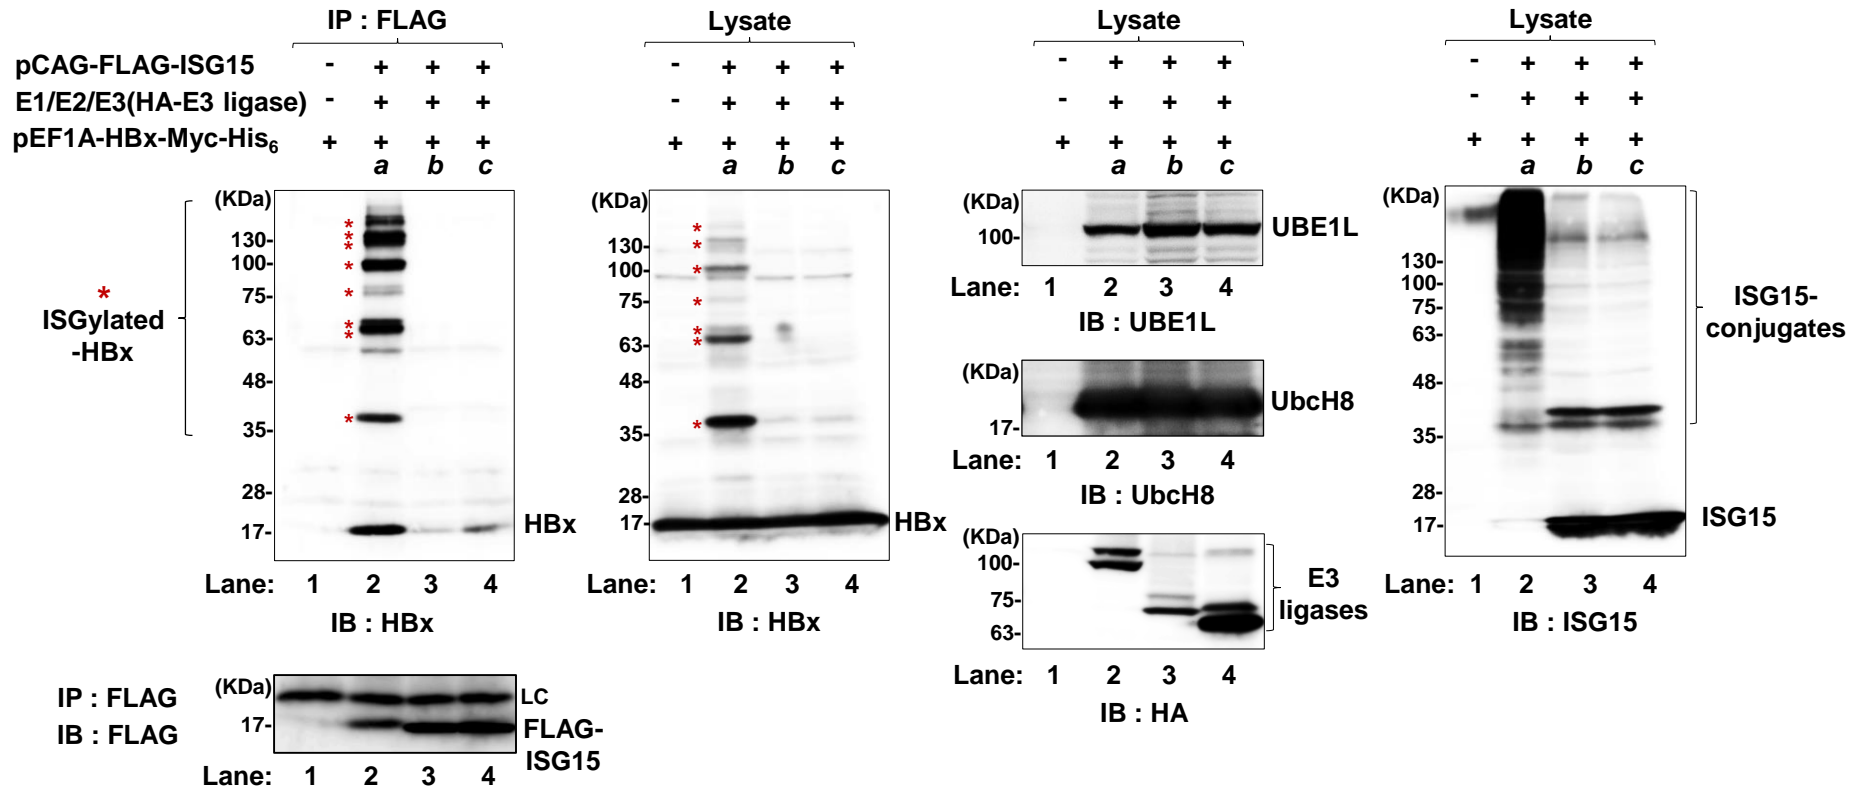 IP : FLAG
pCAG-FLAG-ISG15 - + + +
E1/E2/E3(HA-E3 ligase) - + + +
pEF1A-HBx-Myc-His6 + + + +
a b c
(KDa)
130-
100-
75-
63-
48-
35-
28-
17-
*
ISGylated
-HBx
*
*
*
*
*
*
*
*
HBx
Lane: 1 2 3 4
IB : HBx
IP : FLAG
IB : FLAG
(KDa)
17-
LC
FLAG-
ISG15
Lane: 1 2 3 4
Lysate
- + + +
- + + +
+ + + +
a b c
(KDa)
130-
100-
75-
63-
48-
35-
28-
17-
*
*
*
*
*
*
*
HBx
Lane: 1 2 3 4
IB : HBx
Lysate
- + + +
- + + +
+ + + +
a b c
(KDa)
100-
UBE1L
Lane: 1 2 3 4
IB : UBE1L
(KDa)
17-
UbcH8
Lane: 1 2 3 4
IB : UbcH8
(KDa)
100-
75-
63-
E3
ligases
Lane: 1 2 3 4
IB : HA
Lysate
- + + +
- + + +
+ + + +
a b c
(KDa)
130-
100-
75-
63-
48-
35-
28-
17-
ISG15-
conjugates
ISG15
Lane: 1 2 3 4
IB : ISG15